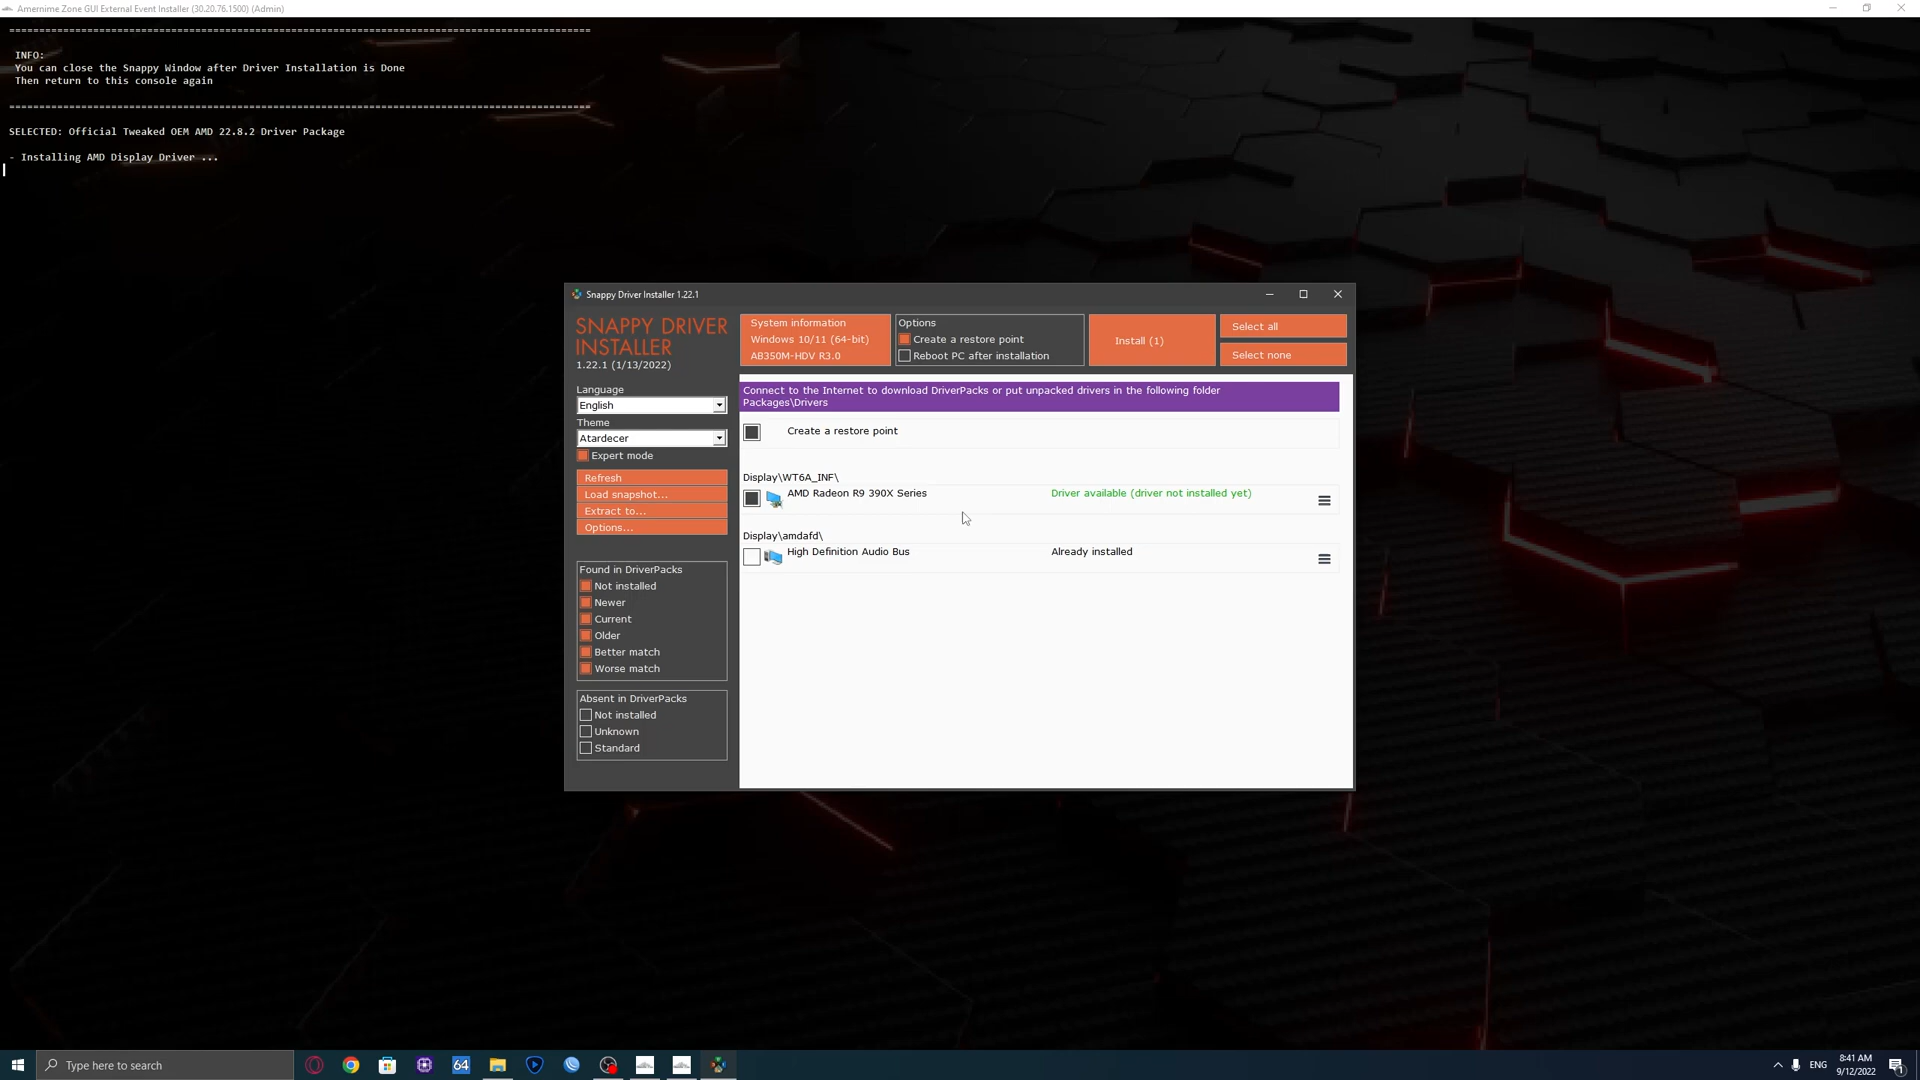 Amernime Zone GUI External Event Installer (30.20.76.1500) (Admin)
==================================================================================================
INFO:
You can close the Snappy Window after Driver Installation is Done
Then return to this console again
==================================================================================================
SELECTED: Official Tweaked OEM AMD 22.8.2 Driver Package
- Installing AMD Display Driver ...
Snappy Driver Installer 1.22.1
SNAPPY DRIVER
INSTALLER
1.22.1 (1/13/2022)
Language
English
Theme
Atardecer
Expert mode
Refresh
Load snapshot...
Extract to...
Options...
Found in DriverPacks
Not installed
Newer
Current
Older
Better match
Worse match
Absent in DriverPacks
Not installed
Unknown
Standard
System information
Windows 10/11 (64-bit)
AB350M-HDV R3.0
Options
Create a restore point
Reboot PC after installation
Install (1)
Select all
Select none
Connect to the Internet to download DriverPacks or put unpacked drivers in the following folder
Packages\Drivers
Create a restore point
Display\WT6A_INF\
AMD Radeon R9 390X Series Driver available (driver not installed yet)
Display\amdafd\
High Definition Audio Bus Already installed
Type here to search
64
ENG
8:41 AM
9/12/2022
1